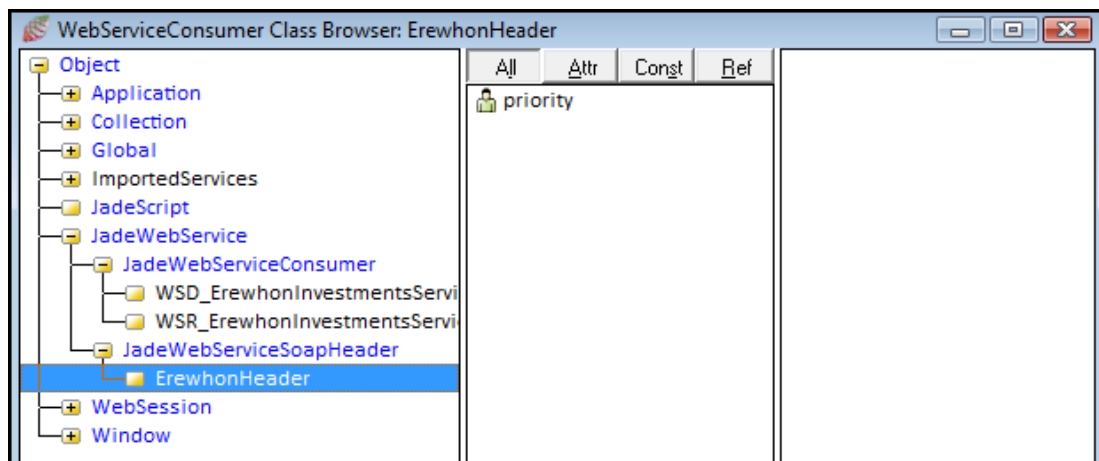 WebServiceConsumer Class Browser: ErewhonHeader
Object
Application
Collection
Global
ImportedServices
JadeScript
JadeWebService
JadeWebServiceConsumer
WSD_ErewhonInvestmentsServi
WSR_ErewhonInvestmentsServi
JadeWebServiceSoapHeader
ErewhonHeader
WebSession
Window
All Attr Const Ref
priority